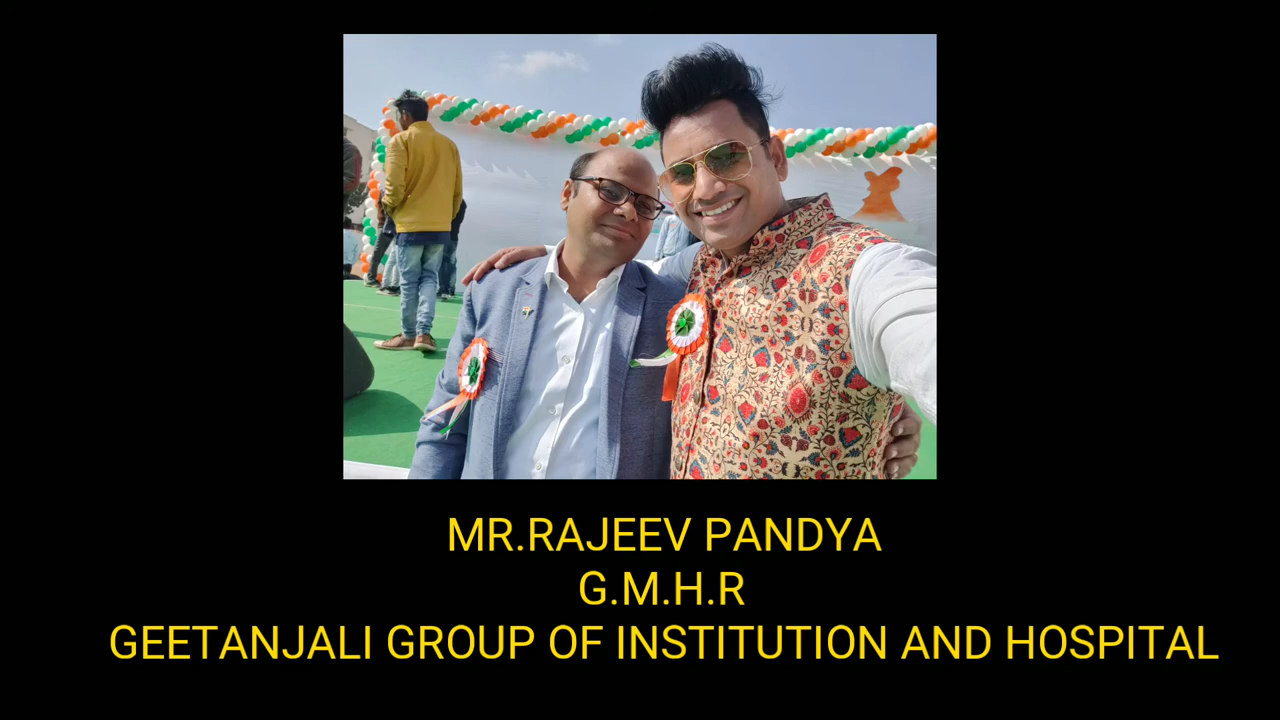 MR.RAJEEV PANDYA
G.M.H.R
GEETANJALI GROUP OF INSTITUTION AND HOSPITAL